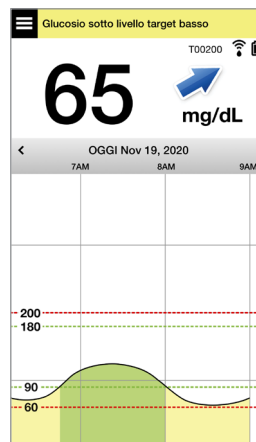 Glucosio sotto livello target basso
T00200
65
mg/dL
OGGI Nov 19, 2020
7AM 8AM 9AM
200
180
90
60